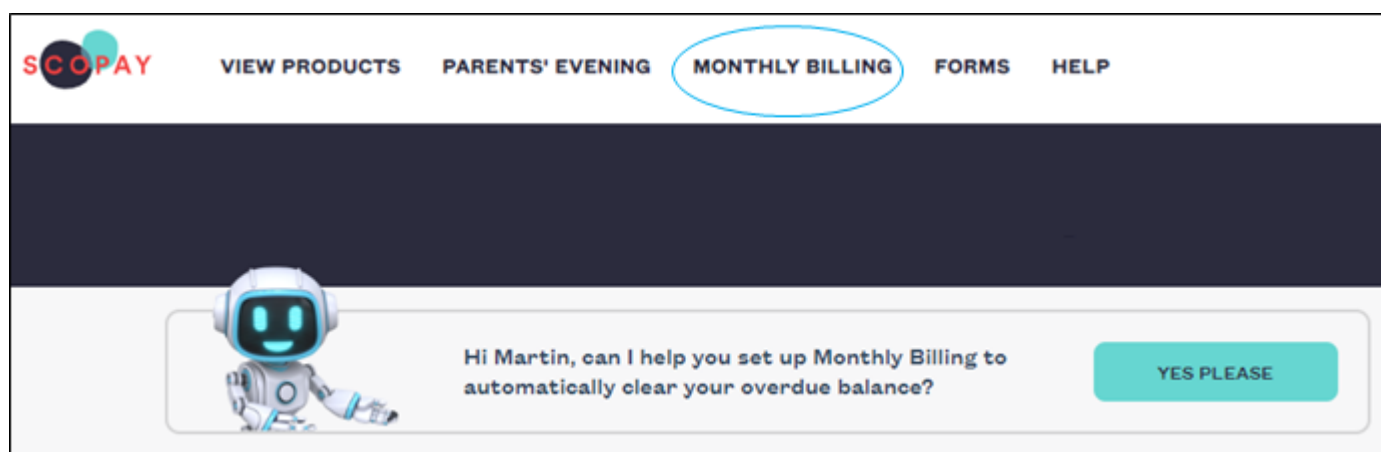 SCOPAY
VIEW PRODUCTS PARENTS' EVENING MONTHLY BILLING FORMS HELP
Hi Martin, can I help you set up Monthly Billing to
automatically clear your overdue balance?
YES PLEASE